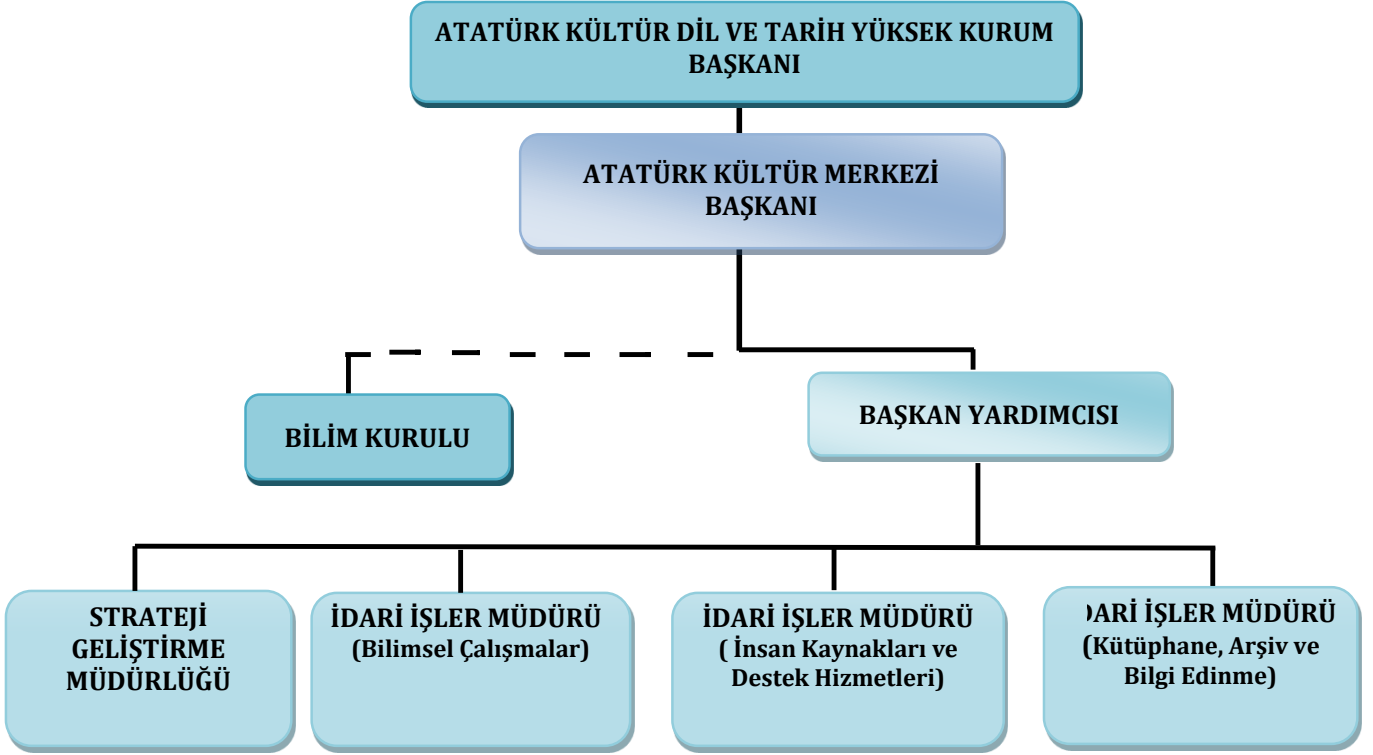 ATATÜRK KÜLTÜR DİL VE TARİH YÜKSEK KURUM
BAŞKANI
ATATÜRK KÜLTÜR MERKEZİ
BAŞKANI
BİLİM KURULU
BAŞKAN YARDIMCISI
STRATEJİ
GELİŞTİRME
MÜDÜRLÜĞÜ
İDARİ İŞLER MÜDÜRÜ
(Bilimsel Çalışmalar)
İDARİ İŞLER MÜDÜRÜ
( İnsan Kaynakları ve
Destek Hizmetleri)
DARİ İŞLER MÜDÜRÜ
(Kütüphane, Arşiv ve
Bilgi Edinme)